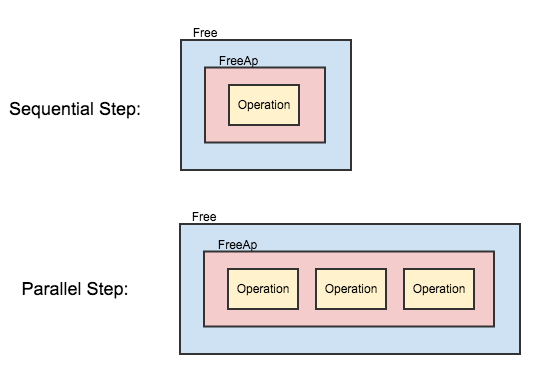 Free
FreeAp
Sequential Step:
Operation
Free
FreeAp
Parallel Step:
Operation Operation Operation